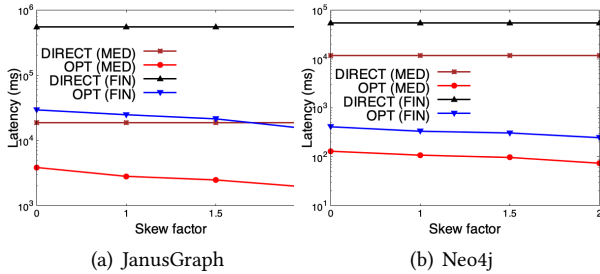 10^6
10^5
10^4
10^3
Latency (ms)
DIRECT (MED)
OPT (MED)
DIRECT (FIN)
OPT (FIN)
0
1
1.5
Skew factor
(a) JanusGraph
10^5
10^4
10^3
10^2
10^1
Latency (ms)
DIRECT (MED)
OPT (MED)
DIRECT (FIN)
OPT (FIN)
0
1
1.5
2
Skew factor
(b) Neo4j